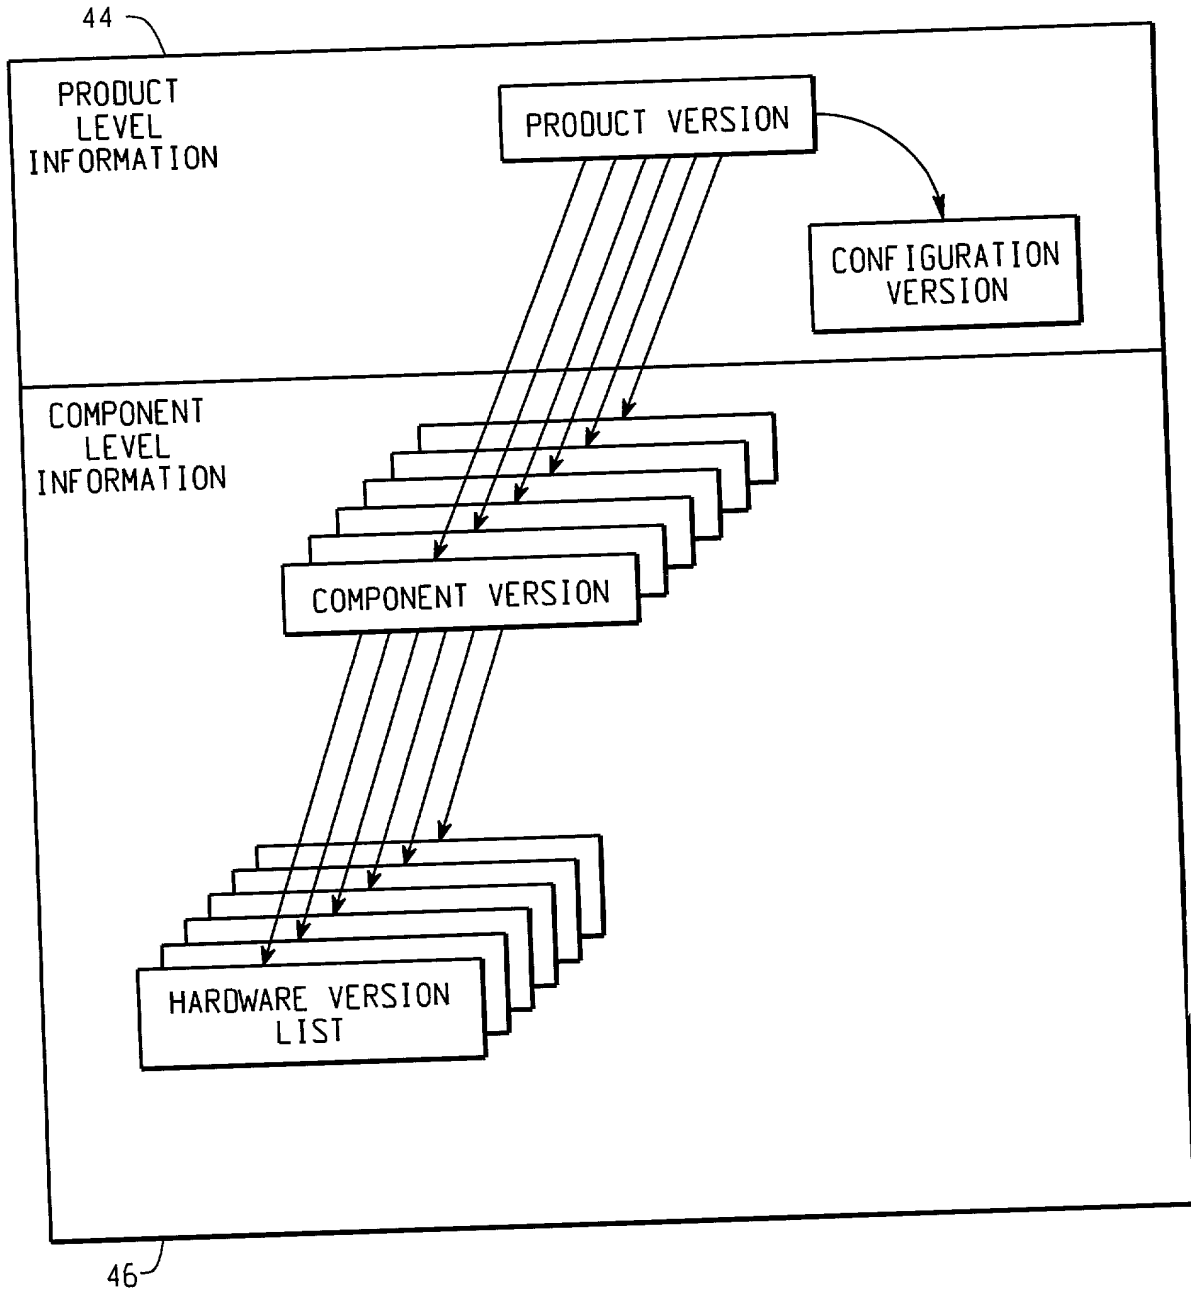 44
PRODUCT
LEVEL
INFORMATION
PRODUCT VERSION
CONFIGURATION
VERSION
COMPONENT
LEVEL
INFORMATION
COMPONENT VERSION
HARDWARE VERSION
LIST
46